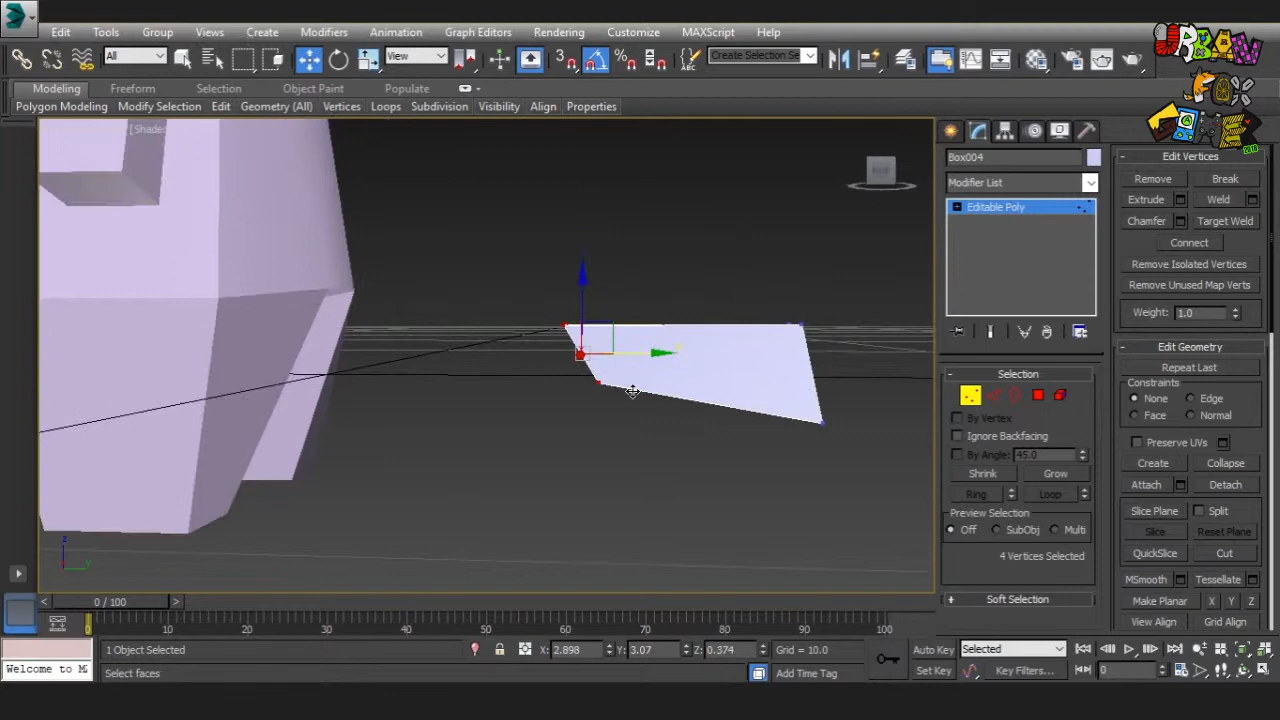 Edit Tools Group Views Create Modifiers Animation Graph Editors Rendering Customize MAXScript Help
All View 3 % ABC Create Selection Se
Modeling Freeform Selection Object Paint Populate
Polygon Modeling Modify Selection Edit Geometry (All) Vertices Loops Subdivision Visibility Align Properties
[Shade
Box004
Modifier List
Editable Poly
Selection
By Vertex
Ignore Backfacing
By Angle: 45.0
Shrink Grow
Ring Loop
Preview Selection
Off SubObj Multi
4 Vertices Selected
Soft Selection
Edit Vertices
Remove Break
Extrude Weld
Chamfer Target Weld
Connect
Remove Isolated Vertices
Remove Unused Map Verts
Weight: 1.0
Edit Geometry
Repeat Last
Constraints
None Edge
Face Normal
Preserve UVs
Create Collapse
Attach Detach
Slice Plane Split
Slice Reset Plane
QuickSlice Cut
MSmooth Tessellate
Make Planar X Y Z
View Align Grid Align
z
y
< 0 / 100 >
0 10 20 30 40 50 60 70 80 90 100
1 Object Selected X: 2.898 Y: 3.07 Z: 0.374 Grid = 10.0 Auto Key Selected
Welcome to M Select faces Add Time Tag Set Key Key Filters... 0
2018